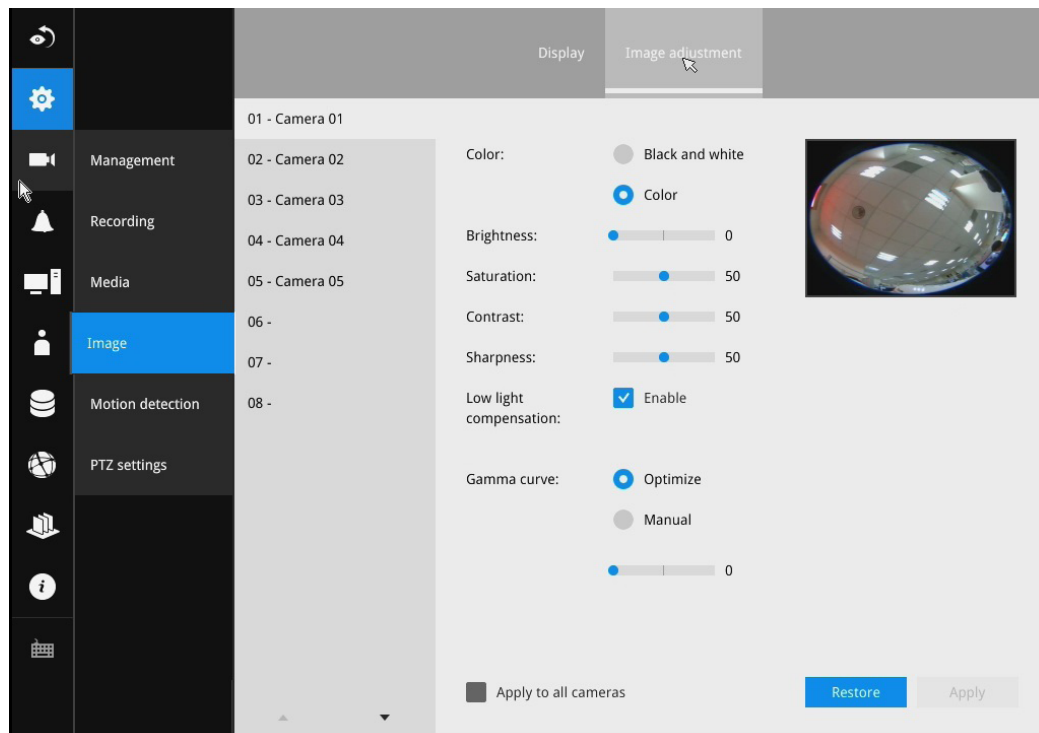 Display
Image adjustment
Management
Recording
Media
Image
Motion detection
PTZ settings
01 - Camera 01
02 - Camera 02
03 - Camera 03
04 - Camera 04
05 - Camera 05
06 -
07 -
08 -
Color:
Black and white
Color
Brightness:
0
Saturation:
50
Contrast:
50
Sharpness:
50
Low light
compensation:
Enable
Gamma curve:
Optimize
Manual
0
Apply to all cameras
Restore
Apply